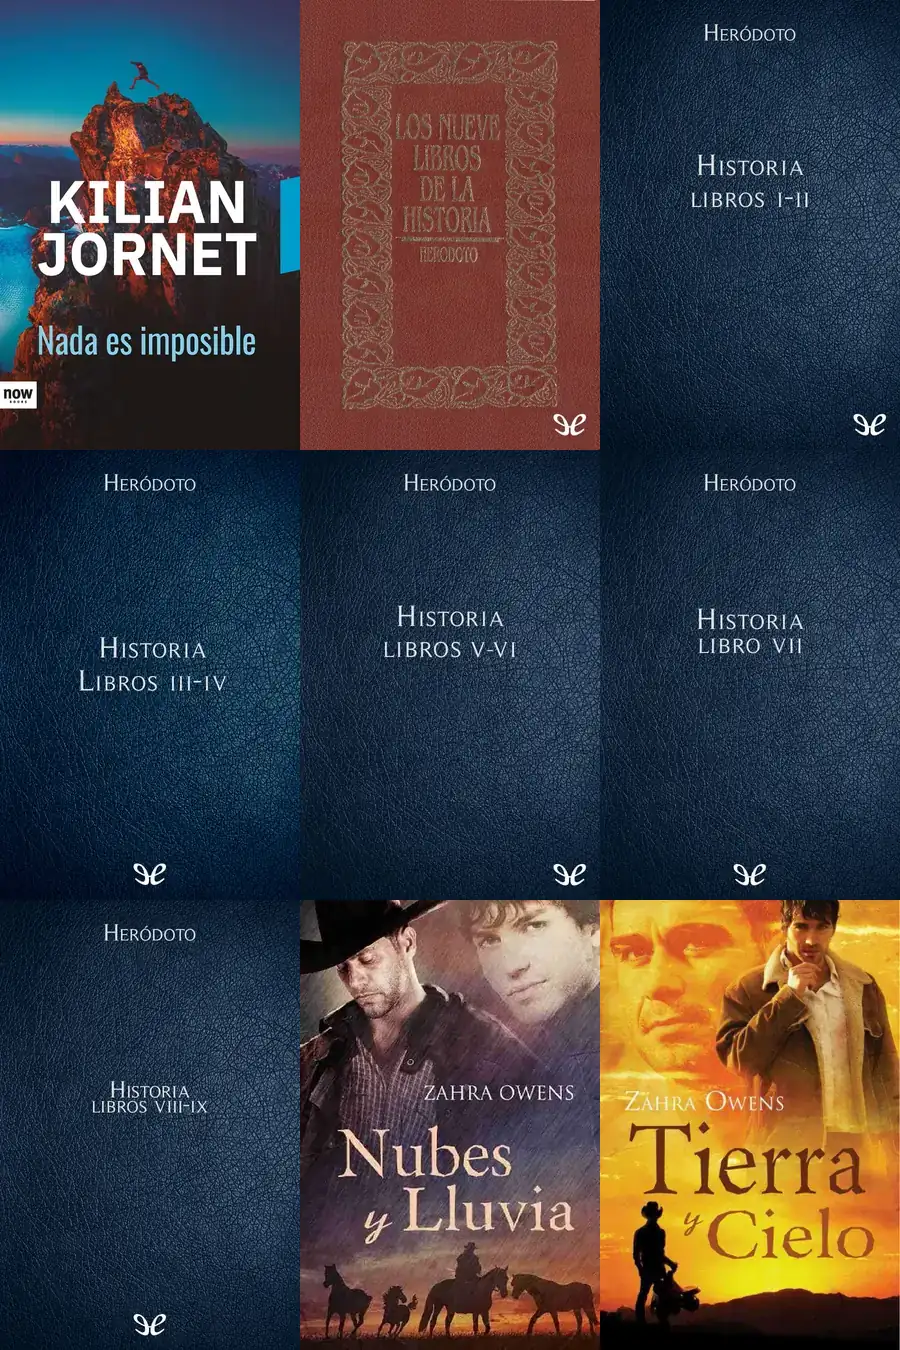 KILIAN
JORNET
Nada es imposible
now
BOOKS
LOS NUEVE
LIBROS
DE LA
HISTORIA
HERODOTO
HERÓDOTO
HISTORIA
LIBROS I-II
HERÓDOTO
HISTORIA
LIBROS III-IV
HERÓDOTO
HISTORIA
LIBROS V-VI
HERÓDOTO
HISTORIA
LIBRO VII
HERÓDOTO
HISTORIA
LIBROS VIII-IX
ZAHRA OWENS
Nubes
y Lluvia
ZAHRA OWENS
Tierra
y Cielo